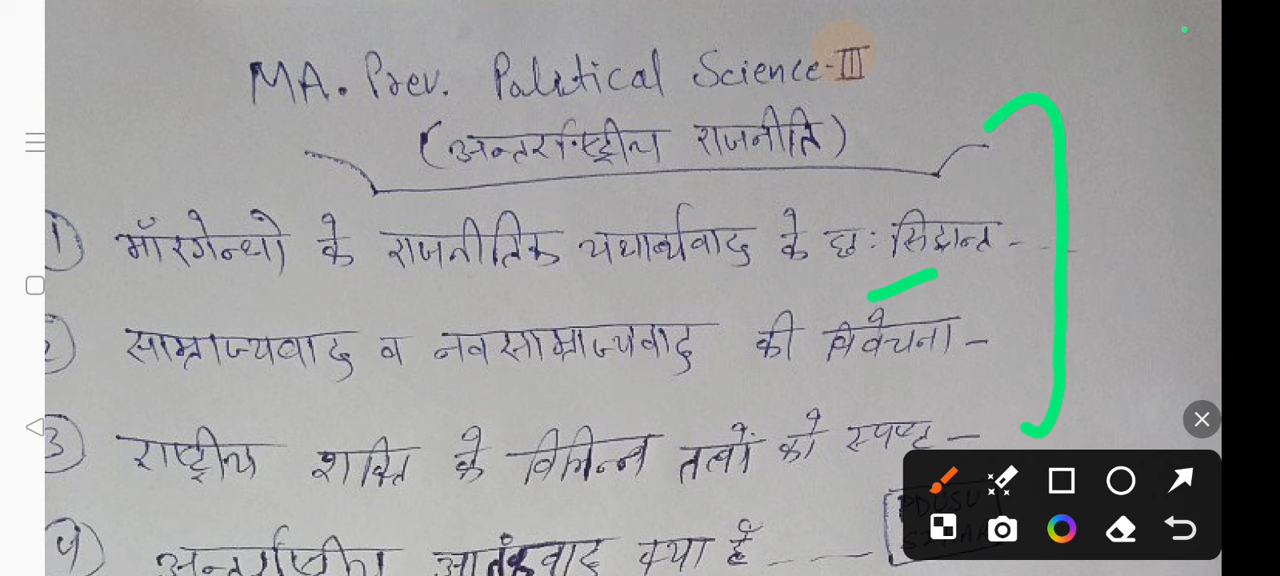 MA. Prev. Political Science-III
(अन्तर्राष्ट्रीय राजनीति)
1) मॉरगेन्थो के राजनीतिक यथार्थवाद के छः सिद्धान्त -
2) साम्राज्यवाद व नवसाम्राज्यवाद की विवेचना -
3) राष्ट्रीय शक्ति के विभिन्न तत्वों को स्पष्ट -
4) अन्तर्राष्ट्रीय आतंकवाद क्या है -----
PDUSU